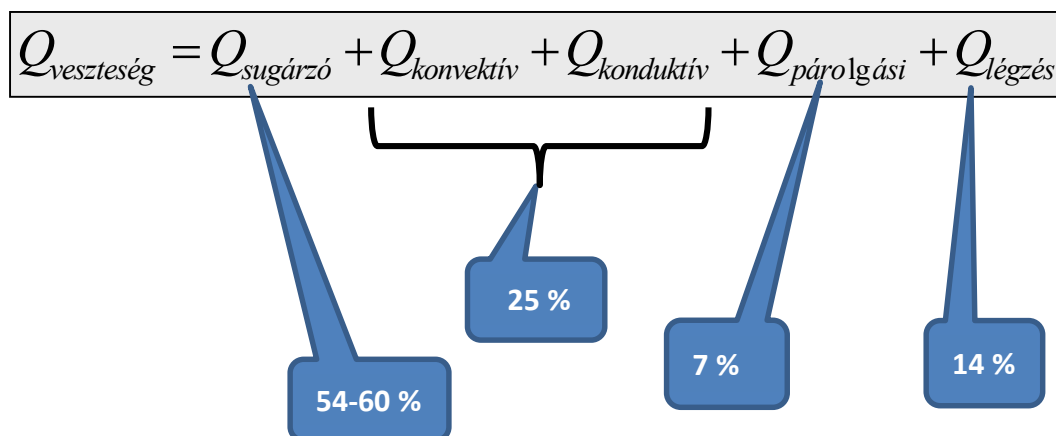 Qveszteség = Qsugárzó + Qkonvektív + Qkonduktív + Qpárolgási + Qlégzés
25 %
7 %
14 %
54-60 %